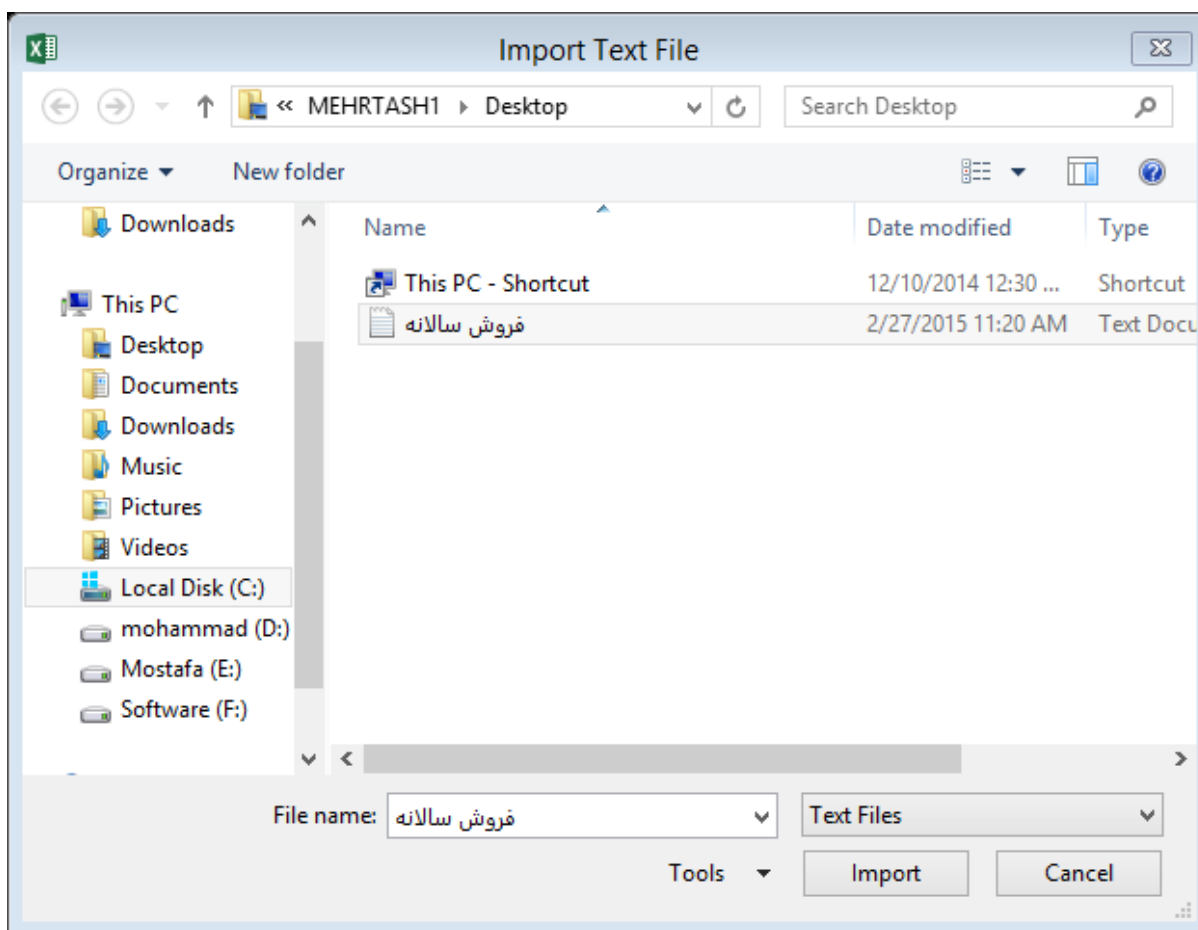 Import Text File
« MEHRTASH1 Desktop
Search Desktop
Organize
New folder
Downloads
This PC
Desktop
Documents
Downloads
Music
Pictures
Videos
Local Disk (C:)
mohammad (D:)
Mostafa (E:)
Software (F:)
Name Date modified Type
This PC - Shortcut 12/10/2014 12:30 ... Shortcut
فروش سالانه 2/27/2015 11:20 AM Text Docu
File name: فروش سالانه Text Files
Tools Import Cancel